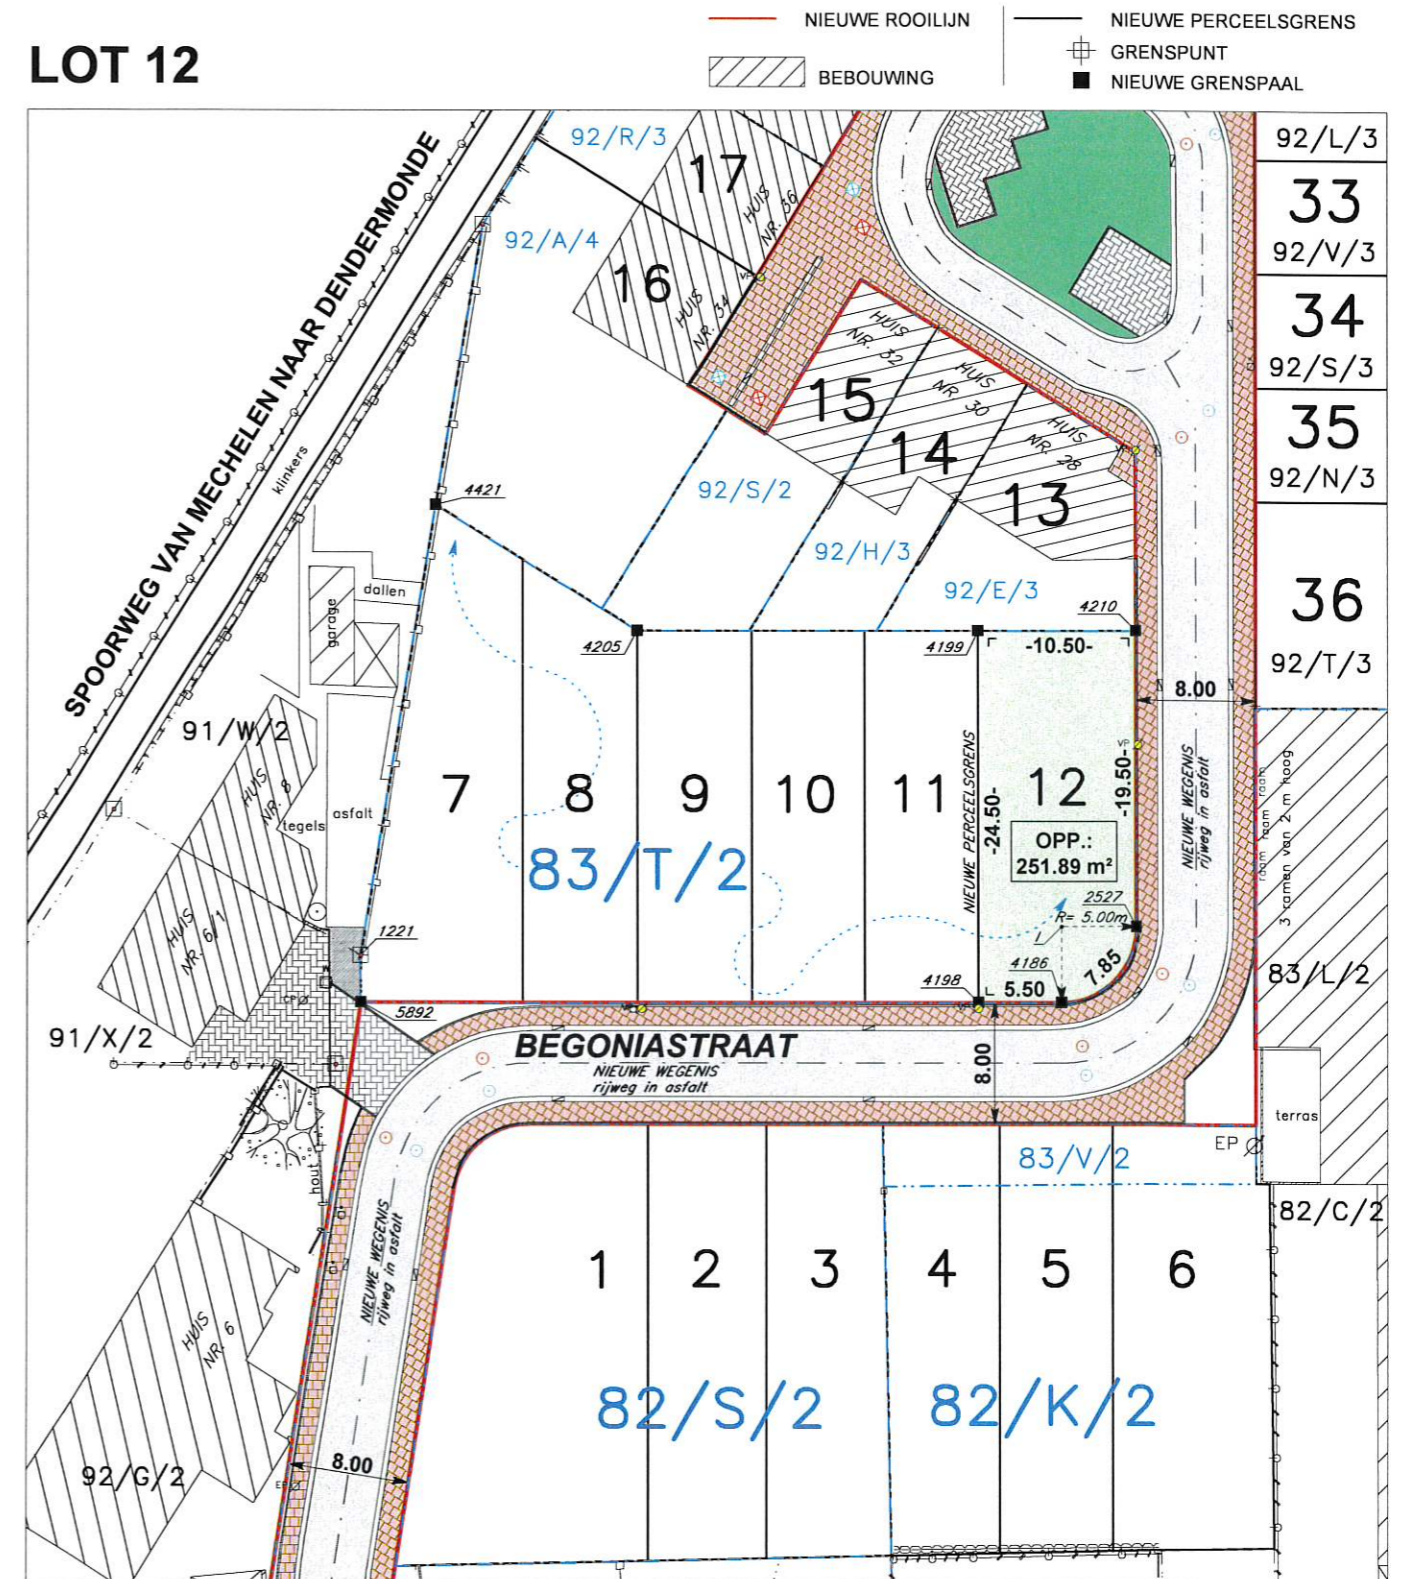 LOT 12
NIEUWE ROOILIJN
NIEUWE PERCEELSGRENS
GRENSPUNT
BEBOUWING
NIEUWE GRENSPAAL
SPOORWEG VAN MECHELEN NAAR DENDERMONDE
92/R/3
17
HUIS
NR. 36
92/A/4
16
HUIS
NR. 34
VP
92/L/3
33
92/V/3
34
92/S/3
35
92/N/3
36
92/T/3
HUIS
NR. 32
15
HUIS
NR. 30
14
HUIS
NR. 28
13
klinkers
4421
92/S/2
92/H/3
92/E/3
dallen
garage
4205
4199
4210
-10.50-
8.00
91/W/2
HUIS
NR. 8
tegels
asfalt
7
8
9
10
11
12
NIEUWE PERCEELSGRENS
-24.50-
-19.50-
VP
OPP.:
251.89 m²
NIEUWE WEGENIS
rijweg in asfalt
raam raam raam
3 ramen van 2 m hoog
83/T/2
2527
R= 5.00m
HUIS
NR. 6/1
1221
4186
4198
5.50
7.85
83/L/2
5892
91/X/2
BEGONIASTRAAT
NIEUWE WEGENIS
rijweg in asfalt
8.00
terras
EP
hout
83/V/2
82/C/2
NIEUWE WEGENIS
rijweg in asfalt
1
2
3
4
5
6
HUIS
NR. 6
82/S/2
82/K/2
92/G/2
8.00
EP